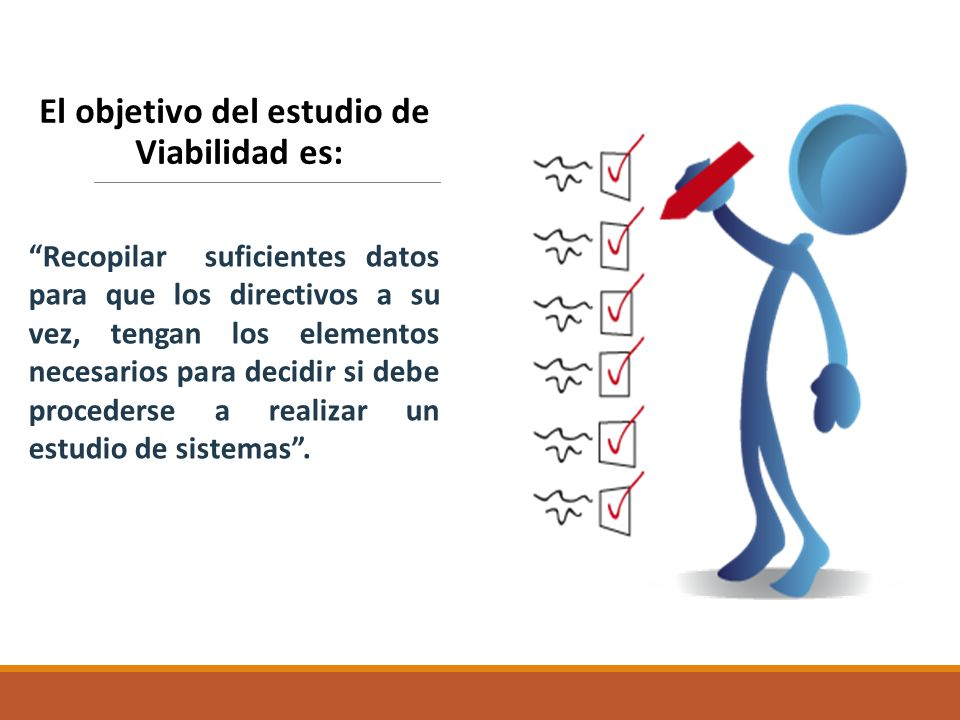 El objetivo del estudio de
Viabilidad es:
“Recopilar suficientes datos
para que los directivos a su
vez, tengan los elementos
necesarios para decidir si debe
procederse a realizar un
estudio de sistemas”.